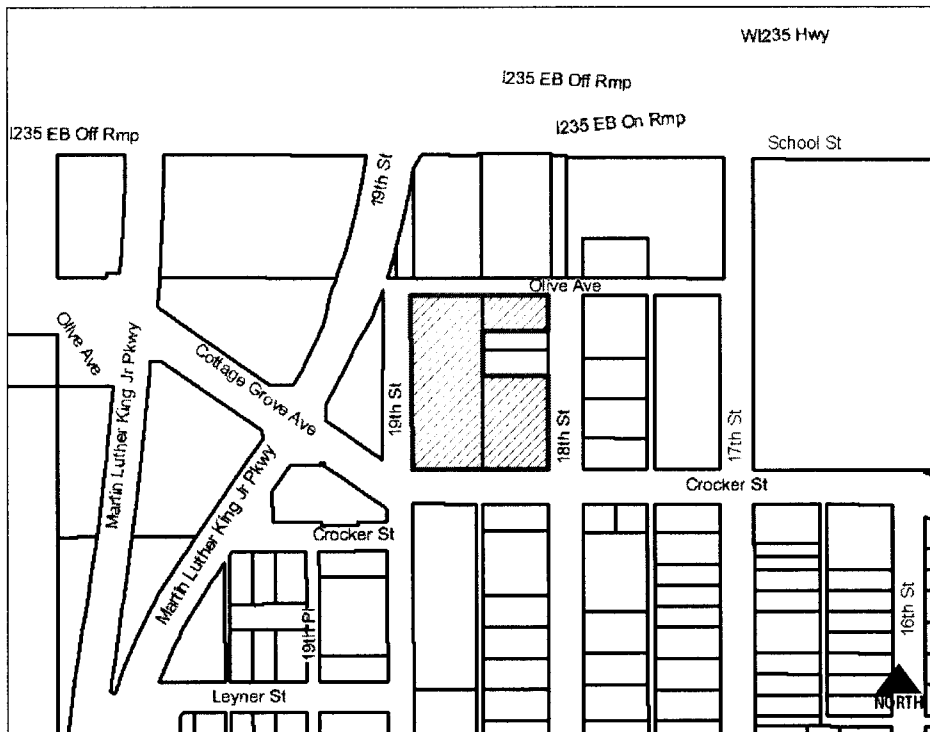 WI235 Hwy
I235 EB Off Rmp
I235 EB On Rmp
I235 EB Off Rmp
School St
19th St
Olive Ave
Olive Ave
Martin Luther King Jr Pkwy
Cottage Grove Ave
19th St
18th St
17th St
Martin Luther King Jr Pkwy
Crocker St
Crocker St
19th Pl
16th St
Leyner St
NORTH